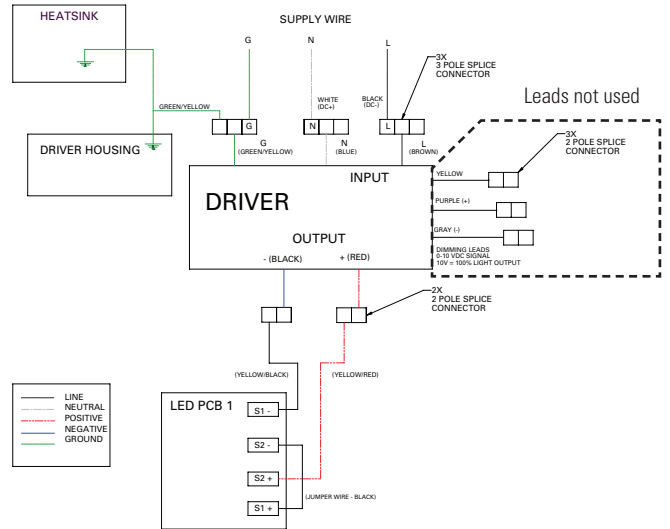 HEATSINK
SUPPLY WIRE
G
N
L
3X
3 POLE SPLICE
CONNECTOR
WHITE
(DC+)
BLACK
(DC-)
GREEN/YELLOW
G
N
L
Leads not used
3X
2 POLE SPLICE
CONNECTOR
DRIVER HOUSING
G
(GREEN/YELLOW)
N
(BLUE)
L
(BROWN)
YELLOW
INPUT
DRIVER
PURPLE (+)
GRAY (-)
OUTPUT
- (BLACK)
+ (RED)
DIMMING LEADS
0-10 VDC SIGNAL
10V = 100% LIGHT OUTPUT
2X
2 POLE SPLICE
CONNECTOR
(YELLOW/BLACK)
(YELLOW/RED)
LINE
NEUTRAL
POSITIVE
NEGATIVE
GROUND
LED PCB 1
S1 -
S2 -
S2 +
S1 +
(JUMPER WIRE - BLACK)